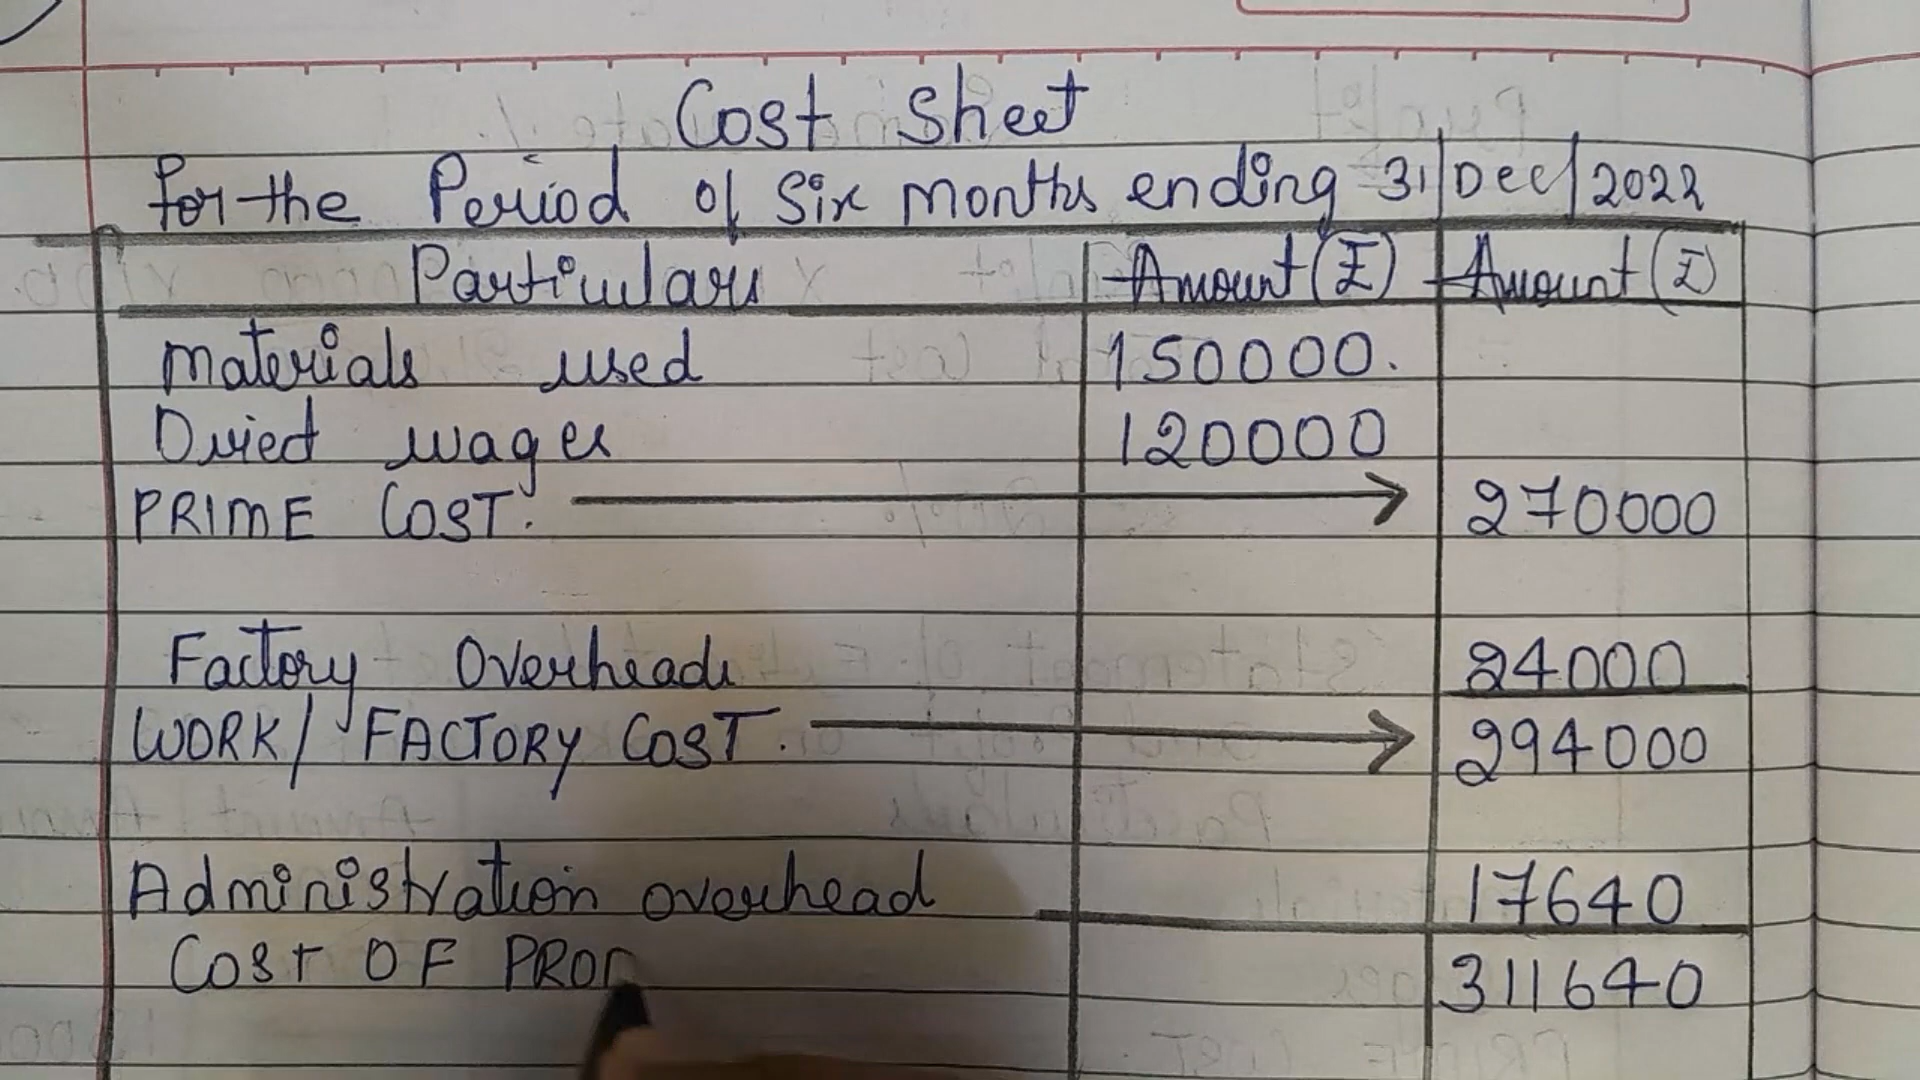 Cost Sheet
For the Period of Six months ending 31/Dec/2022
Particulars Amount (₹) Amount (₹)
Materials used 150000.
Direct wages 120000
PRIME COST. → 270000
Factory Overheads 24000
WORK/ FACTORY COST. → 294000
Administration overhead 17640
COST OF PROD 311640